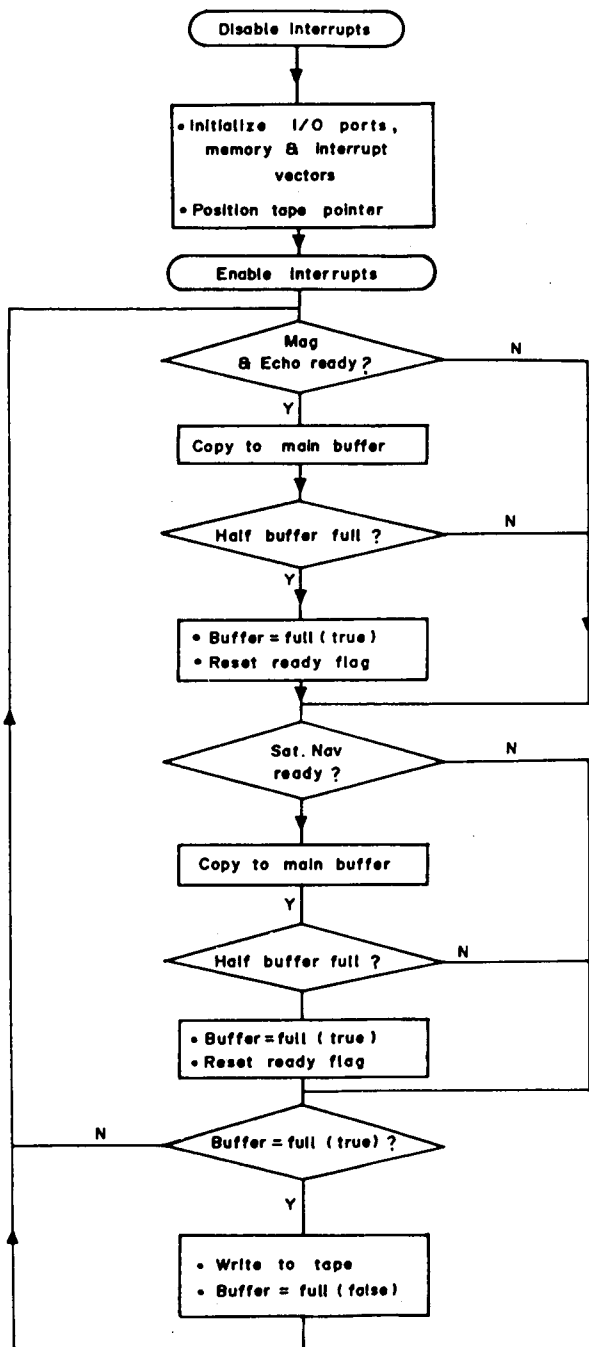 Disable Interrupts
• Initialize I/O ports,
memory & interrupt
vectors
• Position tape pointer
Enable Interrupts
Mag
& Echo ready?
N
Y
Copy to main buffer
Half buffer full ?
N
Y
• Buffer = full ( true )
• Reset ready flag
Sat. Nav
ready ?
N
Copy to main buffer
Y
Half buffer full ?
N
• Buffer = full ( true )
• Reset ready flag
N
Buffer = full ( true) ?
Y
• Write to tape
• Buffer = full (false)